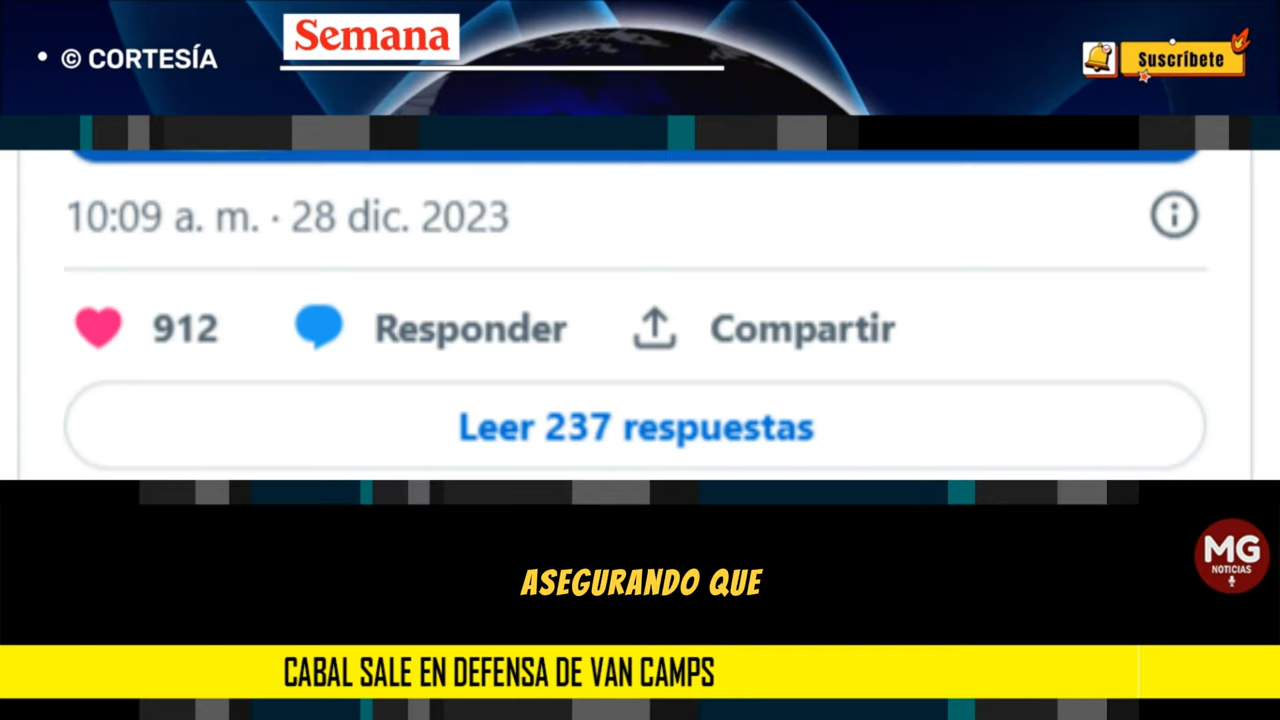 • © CORTESÍA
Semana
Suscríbete
10:09 a. m. · 28 dic. 2023
912
Responder
Compartir
Leer 237 respuestas
ASEGURANDO QUE
MG
NOTICIAS
CABAL SALE EN DEFENSA DE VAN CAMPS